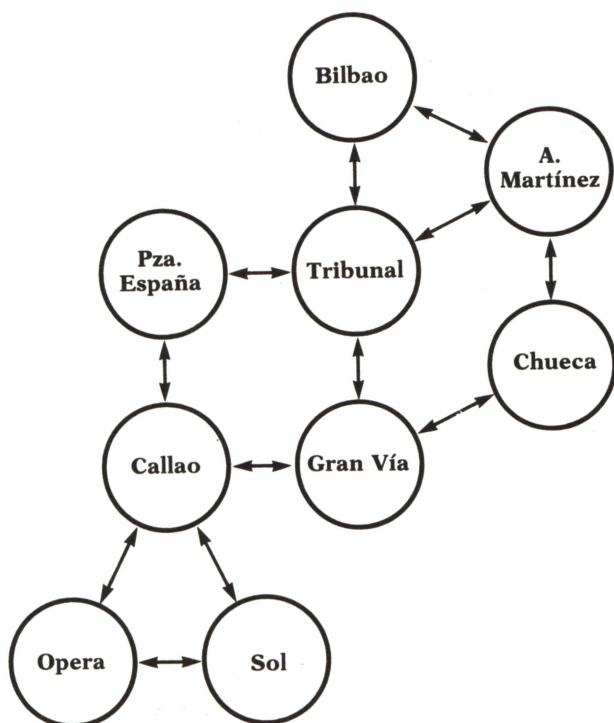 Bilbao
A.
Martínez
Pza.
España
Tribunal
Chueca
Callao
Gran Vía
Opera
Sol